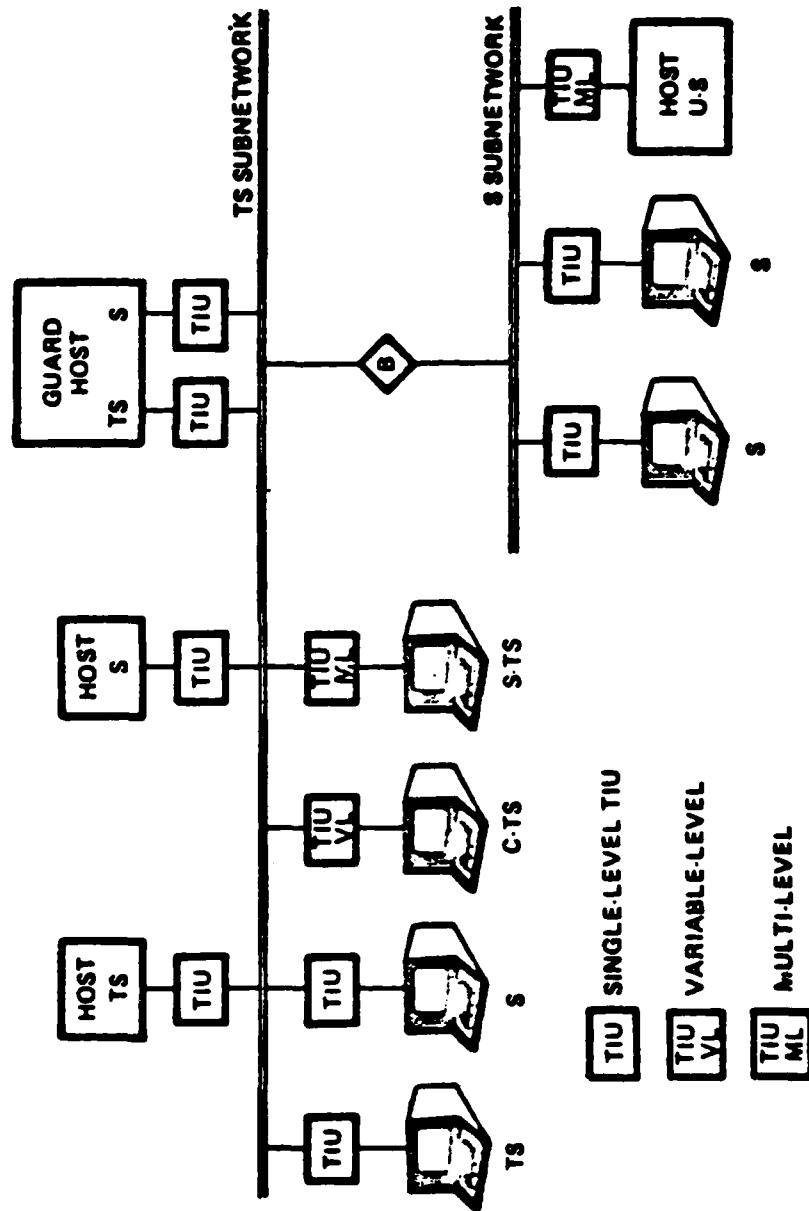 GUARD
HOST
TS
S
TIU
TIU
HOST
TS
TIU
HOST
S
TIU
TS SUBNETWORK
TIU
TS
TIU
S
TIU
VL
C-TS
TIU
ML
S-TS
B
S SUBNETWORK
TIU
S
TIU
S
TIU
ML
HOST
U-S
TIU
SINGLE-LEVEL TIU
TIU
VL
VARIABLE-LEVEL
TIU
ML
MULTI-LEVEL